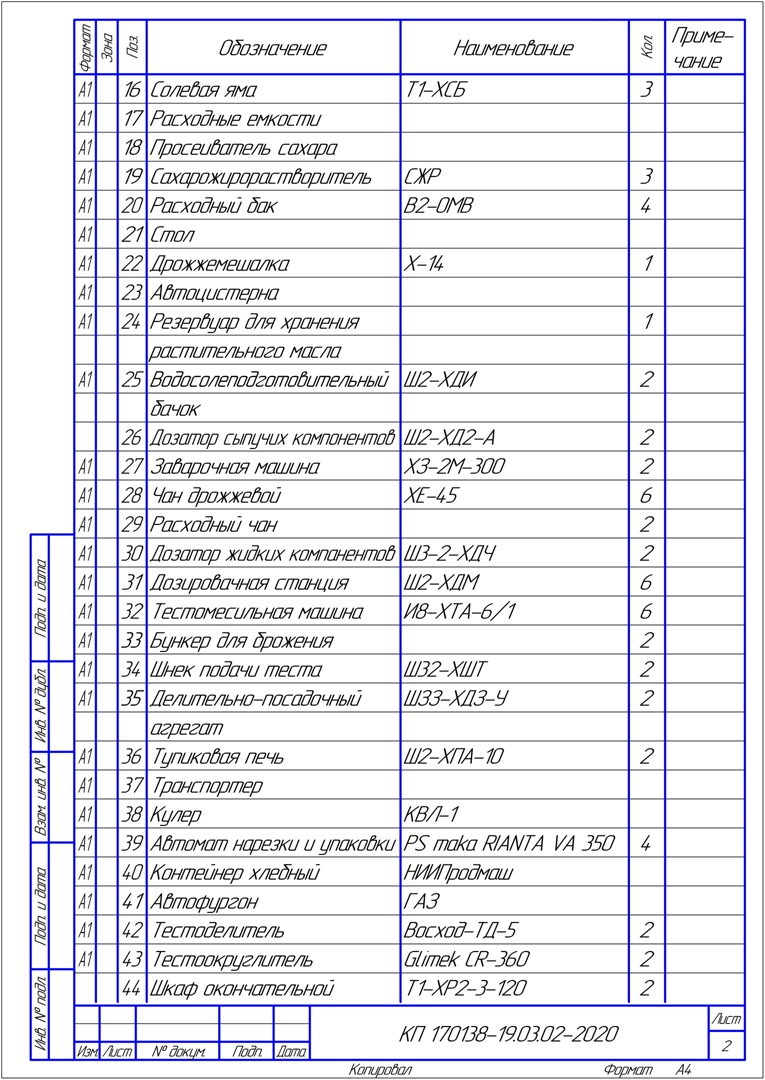 Формат Зона Поз. Обозначение Наименование Кол. Приме-
чание
А1 16 Солевая яма Т1-ХСБ 3
А1 17 Расходные емкости
А1 18 Просеиватель сахара
А1 19 Сахарожирорастворитель СЖР 3
А1 20 Расходный бак В2-ОМВ 4
А1 21 Стол
А1 22 Дрожжемешалка Х-14 1
А1 23 Автоцистерна
А1 24 Резервуар для хранения 1
растительного масла
А1 25 Водосолеподготовительный Ш2-ХДИ 2
бачок
26 Дозатор сыпучих компонентов Ш2-ХД2-А 2
А1 27 Заварочная машина ХЗ-2М-300 2
А1 28 Чан дрожжевой ХЕ-45 6
А1 29 Расходный чан 2
А1 30 Дозатор жидких компанентов Ш3-2-ХДЧ 2
А1 31 Дозировачная станция Ш2-ХДМ 6
А1 32 Тестомесильная машина И8-ХТА-6/1 6
А1 33 Бункер для брожения 2
А1 34 Шнек подачи теста Ш32-ХШТ 2
А1 35 Делительно-посадочный Ш33-ХД3-У 2
агрегат
А1 36 Тупиковая печь Ш2-ХПА-10 2
А1 37 Транспортер
А1 38 Кулер КВЛ-1
А1 39 Автомат нарезки и упаковки PS maka RIANTA VA 350 4
А1 40 Контейнер хлебный НИИПродмаш
А1 41 Автофургон ГАЗ
А1 42 Тестоделитель Восход-ТД-5 2
А1 43 Тестоокруглитель Glimek CR-360 2
44 Шкаф окончательной Т1-ХР2-З-120 2
Подп. и дата
Инв. № дубл.
Взам. инв. №
Подп. и дата
Инв. № подл.
КП 170138-19.03.02-2020
Лист
2
Изм. Лист № докум. Подп. Дата
Копировал Формат А4